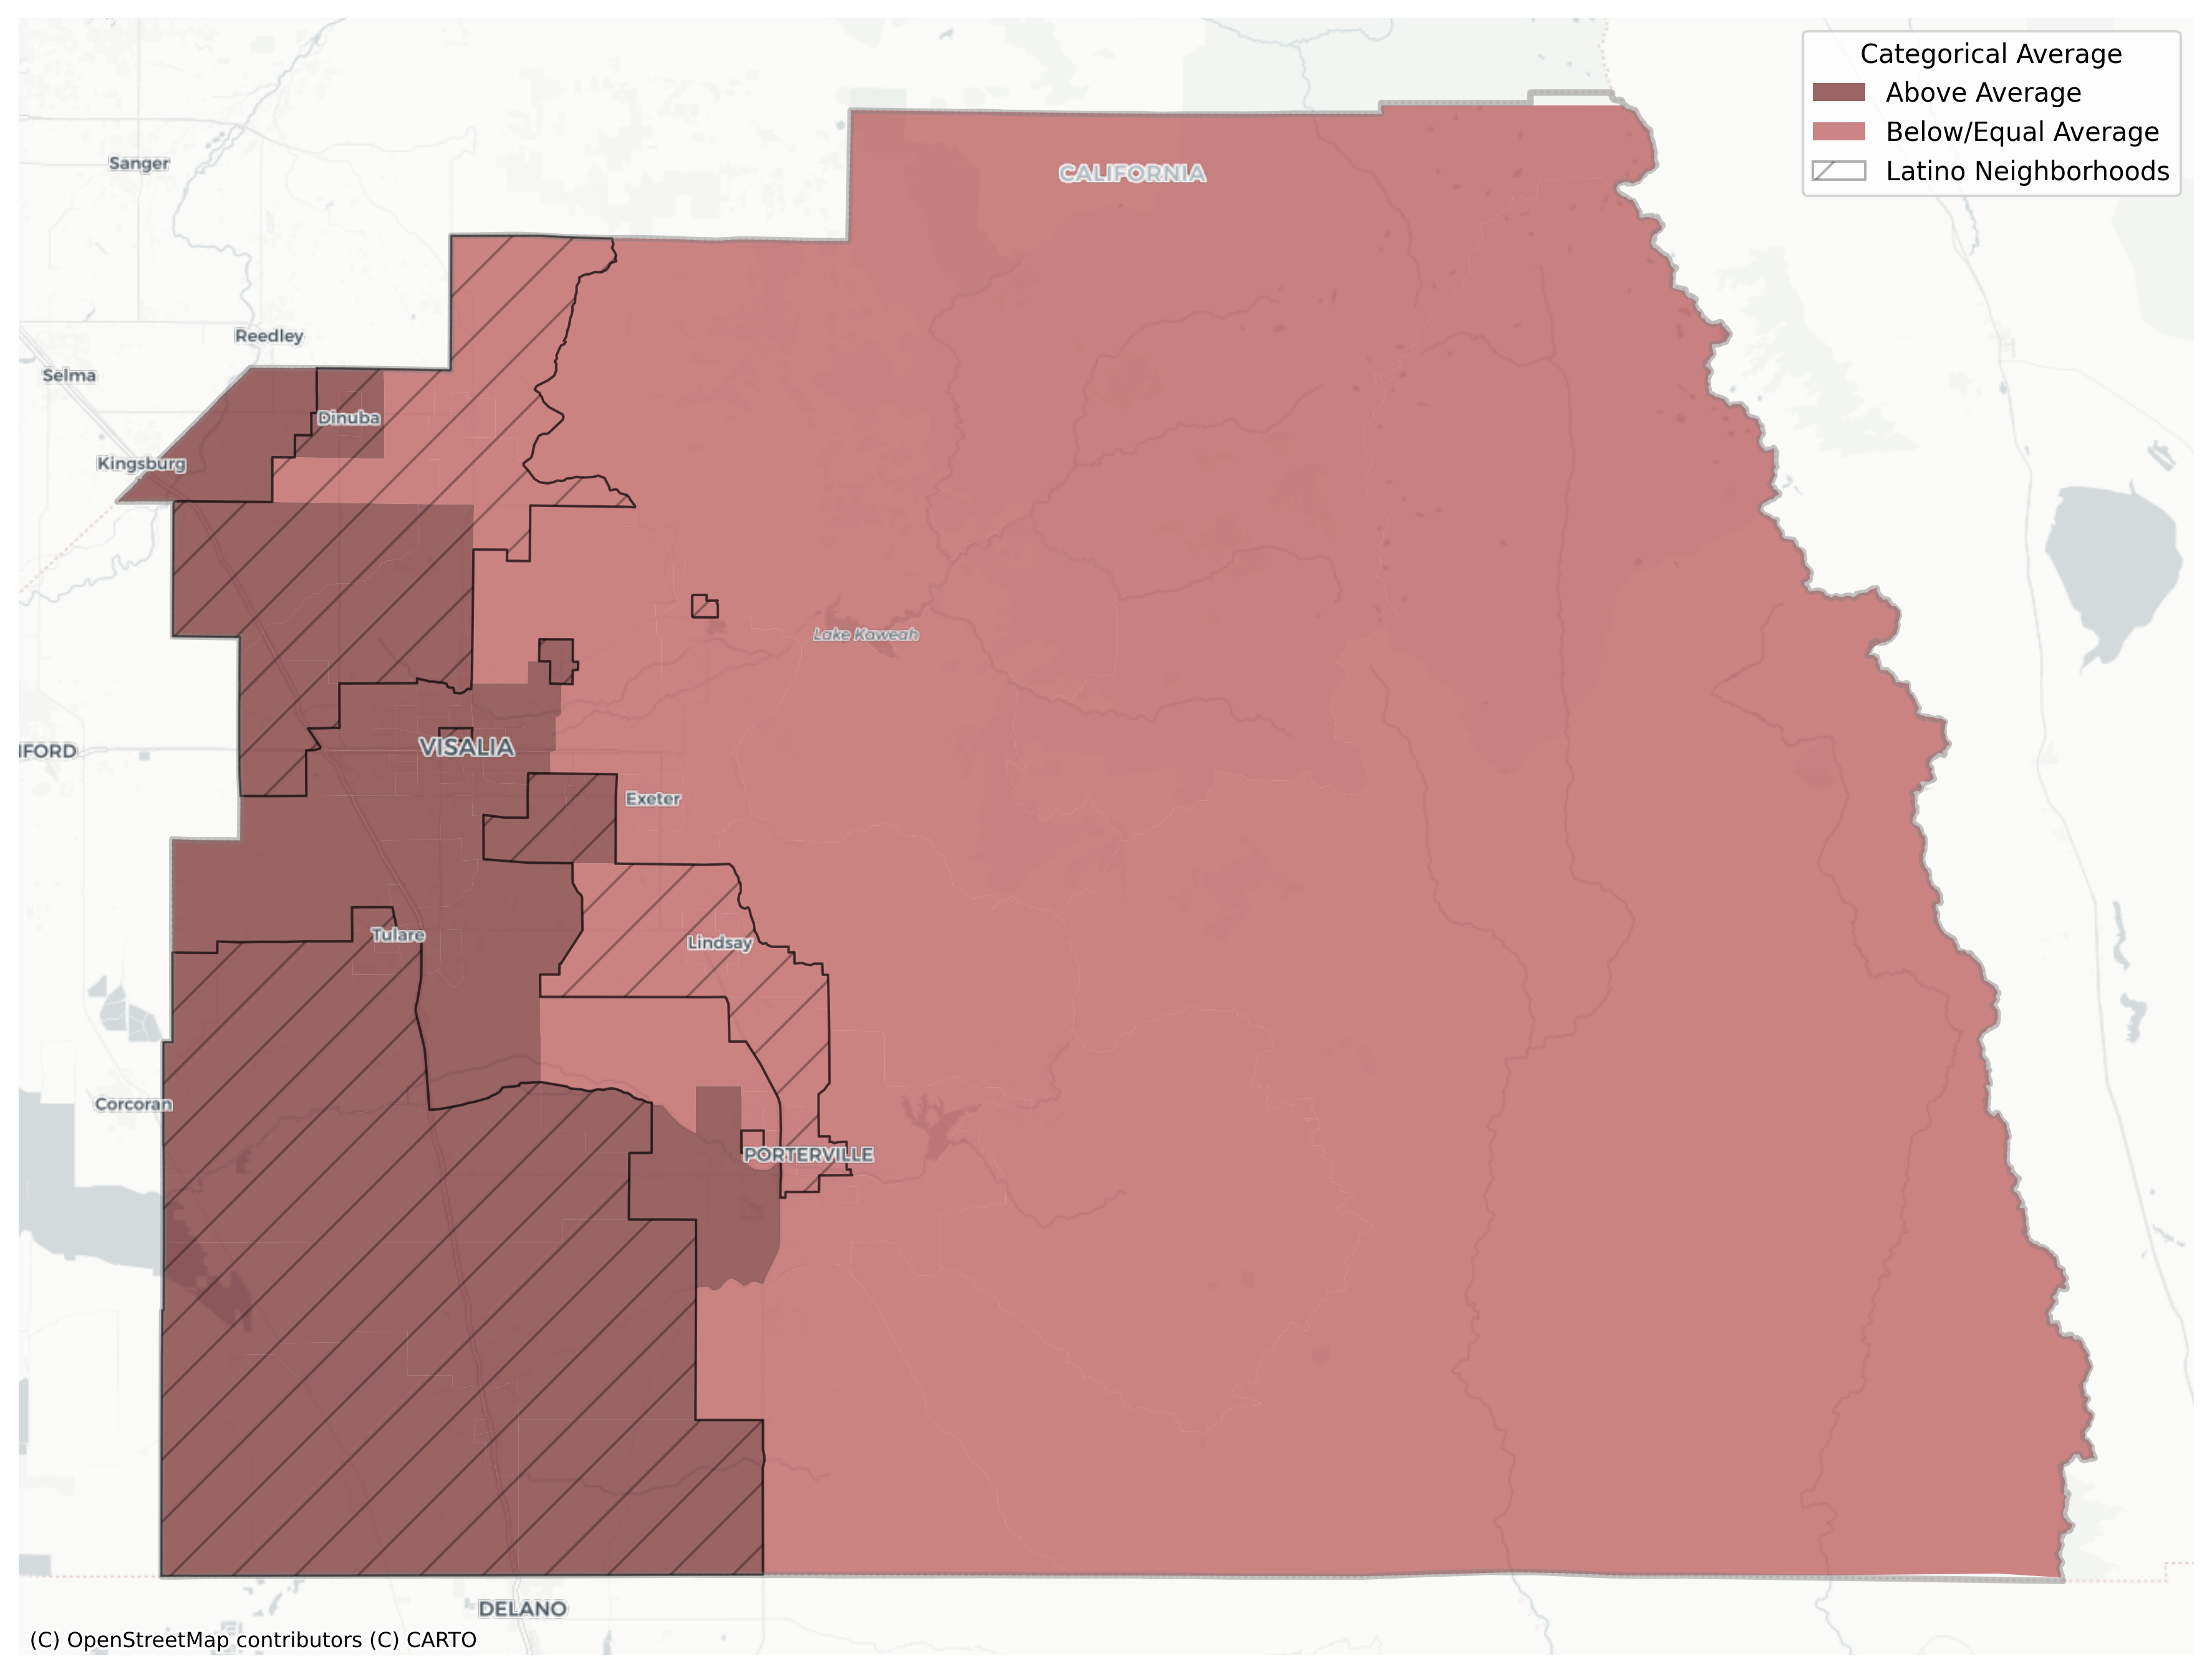 Categorical Average
Above Average
Below/Equal Average
Latino Neighborhoods
CALIFORNIA
Sanger
Reedley
Selma
Dinuba
Kingsburg
Lake Kaweah
IFORD
VISALIA
Exeter
Tulare
Lindsay
Corcoran
PORTERVILLE
DELANO
(C) OpenStreetMap contributors (C) CARTO